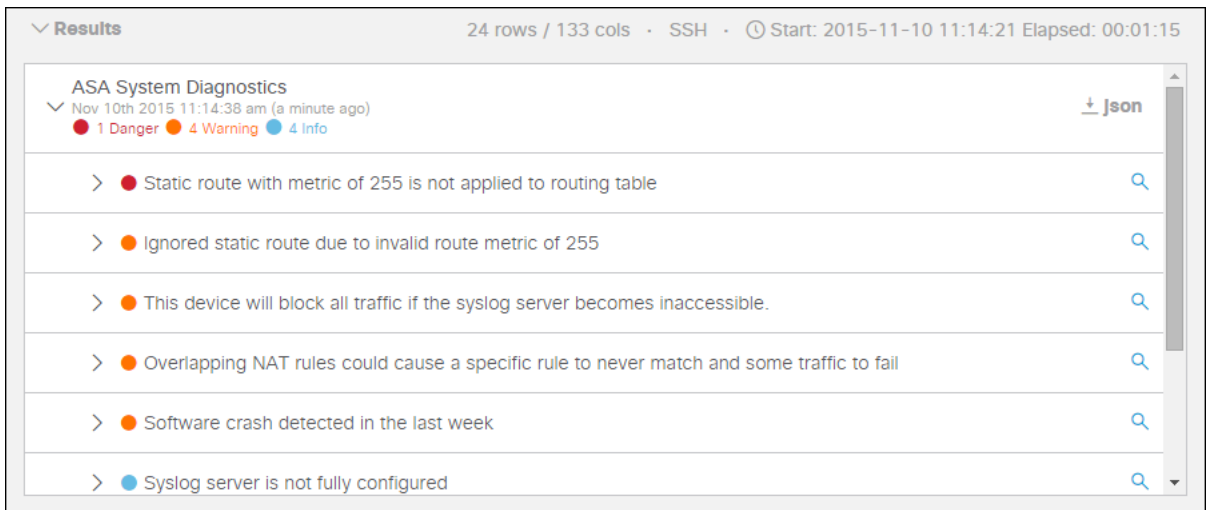 Results 24 rows / 133 cols · SSH · Start: 2015-11-10 11:14:21 Elapsed: 00:01:15
ASA System Diagnostics
Nov 10th 2015 11:14:38 am (a minute ago)
Json
1 Danger 4 Warning 4 Info
Static route with metric of 255 is not applied to routing table
Ignored static route due to invalid route metric of 255
This device will block all traffic if the syslog server becomes inaccessible.
Overlapping NAT rules could cause a specific rule to never match and some traffic to fail
Software crash detected in the last week
Syslog server is not fully configured